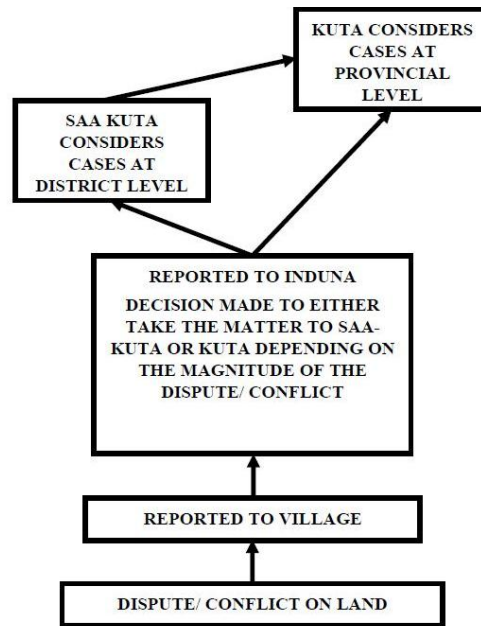 KUTA CONSIDERS
CASES AT
PROVINCIAL
LEVEL
SAA KUTA
CONSIDERS
CASES AT
DISTRICT LEVEL
REPORTED TO INDUNA
DECISION MADE TO EITHER
TAKE THE MATTER TO SAA-
KUTA OR KUTA DEPENDING ON
THE MAGNITUDE OF THE
DISPUTE/ CONFLICT
REPORTED TO VILLAGE
DISPUTE/ CONFLICT ON LAND